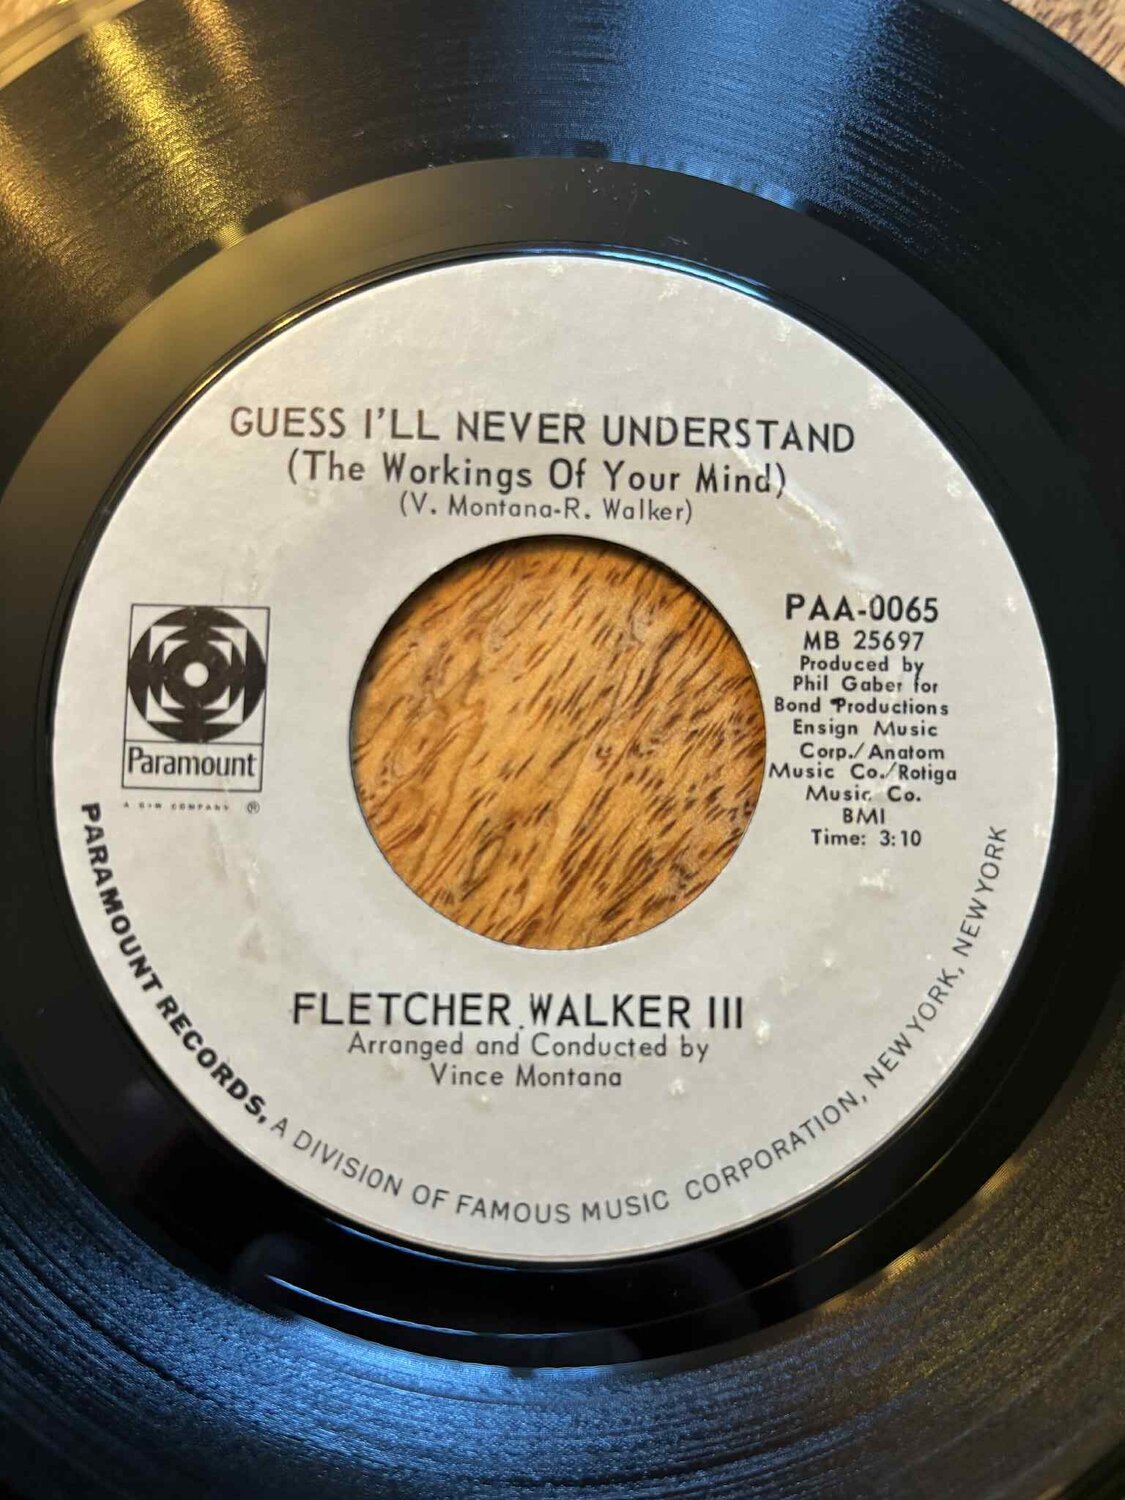 GUESS I'LL NEVER UNDERSTAND
(The Workings Of Your Mind)
(V. Montana-R. Walker)
Paramount
A G+W COMPANY ®
PAA-0065
MB 25697
Produced by
Phil Gaber for
Bond Productions
Ensign Music
Corp./Anatom
Music Co./Rotiga
Music Co.
BMI
Time: 3:10
FLETCHER WALKER III
Arranged and Conducted by
Vince Montana
PARAMOUNT RECORDS, A DIVISION OF FAMOUS MUSIC CORPORATION, NEW YORK, NEW YORK